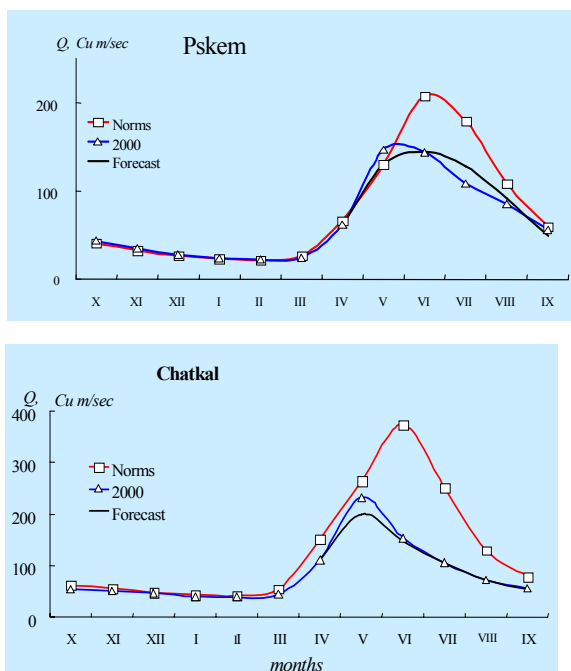 Q, Cu m/sec
Pskem
200
100
0
Norms
2000
Forecast
X XI XII I II III IV V VI VII VIII IX
Chatkal
Q, Cu m/sec
400
300
200
100
0
Norms
2000
Forecast
X XI XII I II III IV V VI VII VIII IX
months